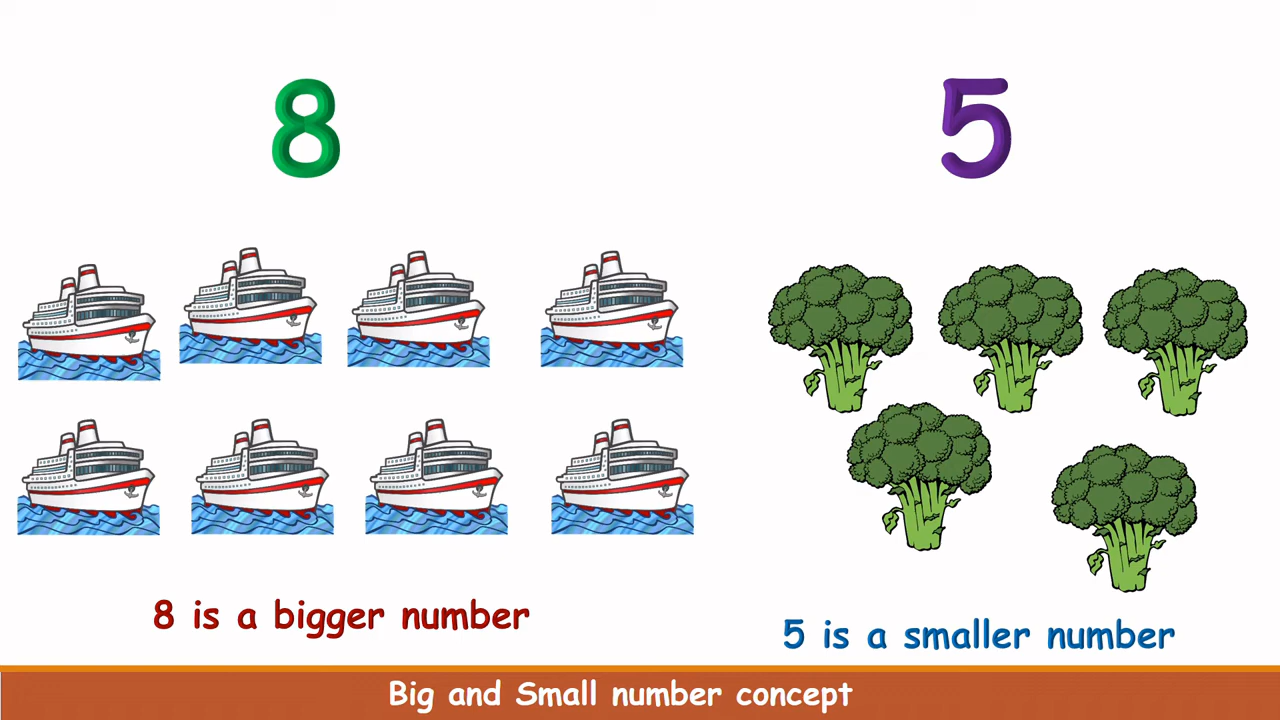 8
5
8 is a bigger number
5 is a smaller number
Big and Small number concept